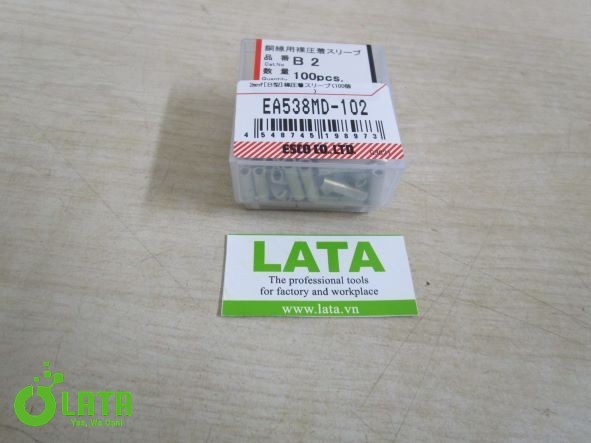 銅線用裸圧着スリーブ
品番 B 2
Cat.No
数量 100pcs.
Quantity
2m㎡[B型]裸圧着スリーブ(100個
)
EA538MD-102
4 548745 198973
ESCO CO.,LTD.
LATA
The professional tools
for factory and workplace
www.lata.vn
LATA
Yes, We Can!